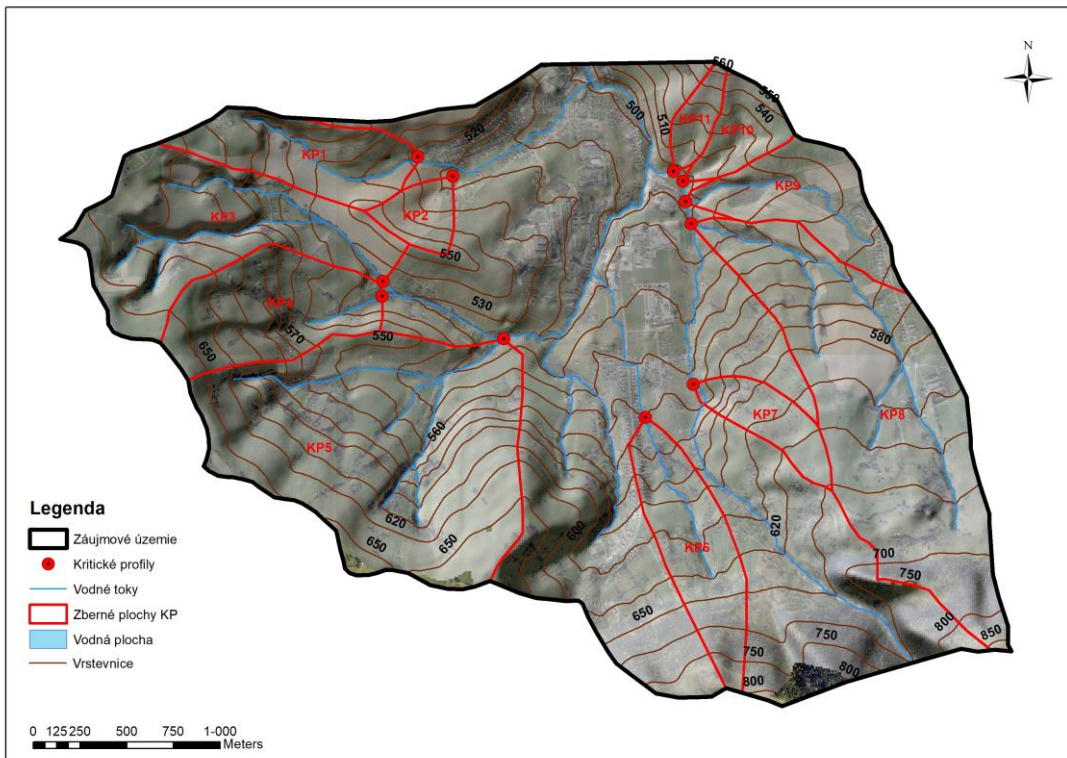 N
560
550
540
KP11
510
KP10
500
520
KP1
KP9
KP2
KP3
550
530
KP4
570
550
580
650
KP7
KP8
560
KP5
620
650
650
600
620
KP6
700
750
650
750
750
800
850
800
800
Legenda
Záujmové územie
Kritické profily
Vodné toky
Zberné plochy KP
Vodná plocha
Vrstevnice
0 125 250 500 750 1-000
Meters